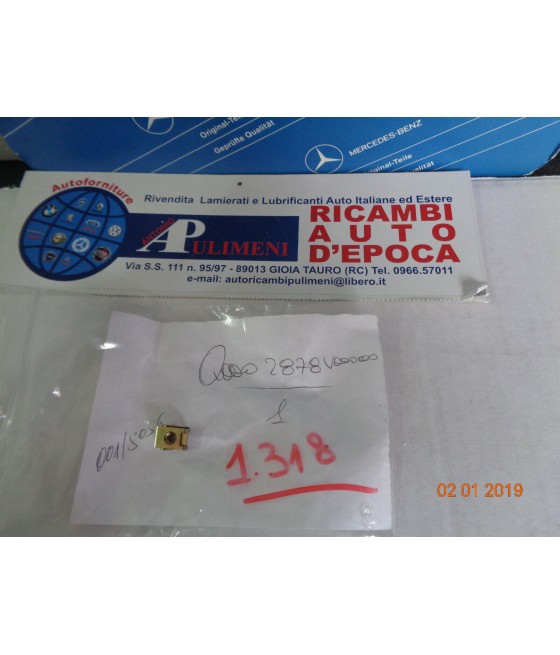 Original-Teile
Geprüfte Qualität
MERCEDES-BENZ
Original-Teile
Qualität
Autoforniture
Rivendita Lamierati e Lubrificanti Auto Italiane ed Estere
ANTONIO
PULIMENI
RICAMBI
AUTO
D'EPOCA
Via S.S. 111 n. 95/97 - 89013 GIOIA TAURO (RC) Tel. 0966.57011
e-mail: autoricambipulimeni@libero.it
2878
1
1.318
02 01 2019